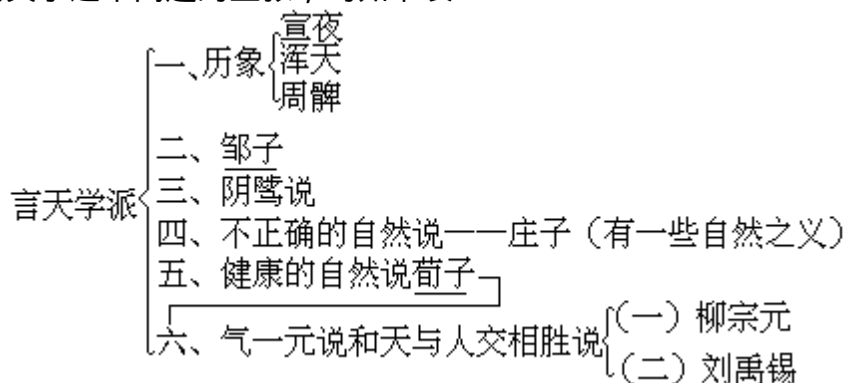 宣夜
一、历象
浑天
周髀
二、邹子
言天学派
三、阴骘说
四、不正确的自然说——庄子（有一些自然之义）
五、健康的自然说荀子
六、气一元说和天与人交相胜说
（一）柳宗元
（二）刘禹锡